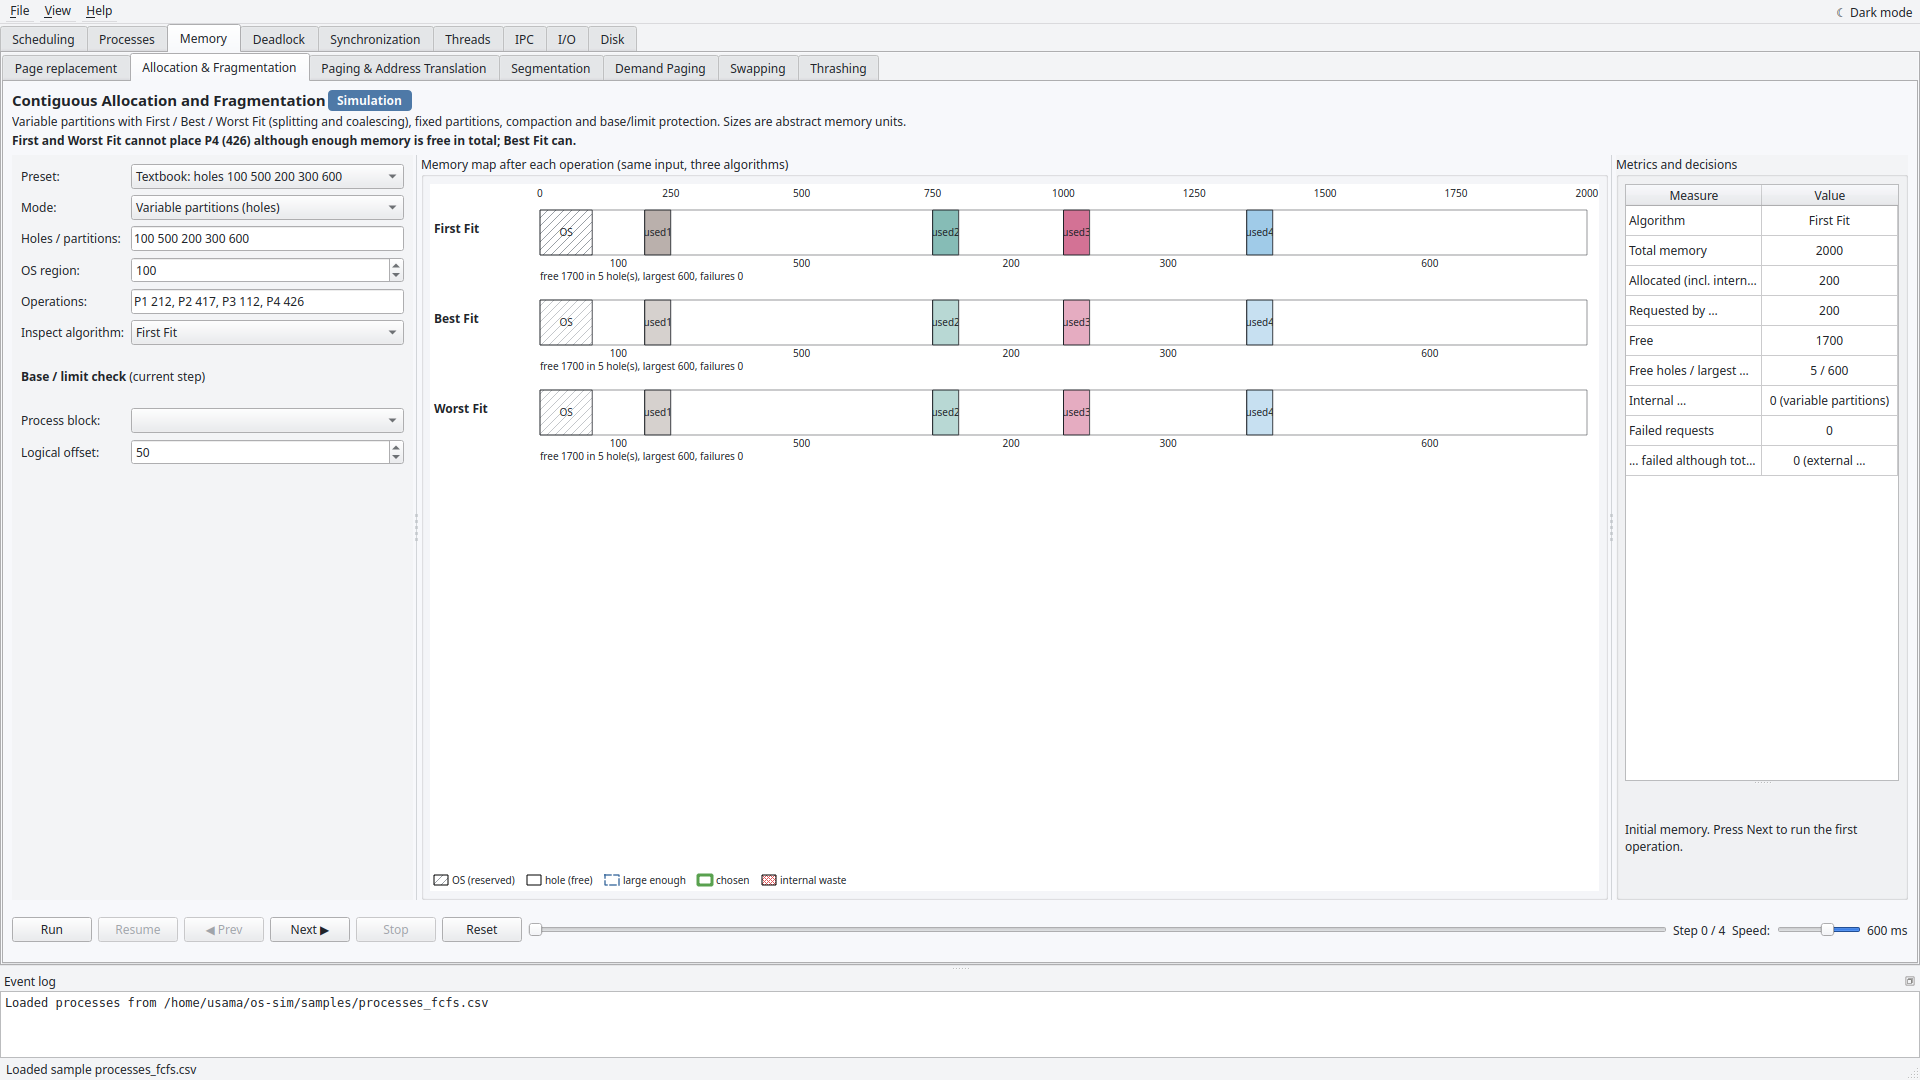 File View Help
Dark mode
Scheduling Processes Memory Deadlock Synchronization Threads IPC I/O Disk
Page replacement Allocation & Fragmentation Paging & Address Translation Segmentation Demand Paging Swapping Thrashing
Contiguous Allocation and Fragmentation Simulation
Variable partitions with First / Best / Worst Fit (splitting and coalescing), fixed partitions, compaction and base/limit protection. Sizes are abstract memory units.
First and Worst Fit cannot place P4 (426) although enough memory is free in total; Best Fit can.
Preset: Textbook: holes 100 500 200 300 600
Mode: Variable partitions (holes)
Holes / partitions: 100 500 200 300 600
OS region: 100
Operations: P1 212, P2 417, P3 112, P4 426
Inspect algorithm: First Fit
Base / limit check (current step)
Process block:
Logical offset: 50
Memory map after each operation (same input, three algorithms)
0 250 500 750 1000 1250 1500 1750 2000
First Fit OS used1 used2 used3 used4
100 500 200 300 600
free 1700 in 5 hole(s), largest 600, failures 0
Best Fit OS used1 used2 used3 used4
100 500 200 300 600
free 1700 in 5 hole(s), largest 600, failures 0
Worst Fit OS used1 used2 used3 used4
100 500 200 300 600
free 1700 in 5 hole(s), largest 600, failures 0
OS (reserved) hole (free) large enough chosen internal waste
Metrics and decisions
Measure Value
Algorithm First Fit
Total memory 2000
Allocated (incl. intern... 200
Requested by ... 200
Free 1700
Free holes / largest ... 5 / 600
Internal ... 0 (variable partitions)
Failed requests 0
... failed although tot... 0 (external ...
Initial memory. Press Next to run the first
operation.
Run Resume ◀ Prev Next ▶ Stop Reset Step 0 / 4 Speed: 600 ms
Event log
Loaded processes from /home/usama/os-sim/samples/processes_fcfs.csv
Loaded sample processes_fcfs.csv